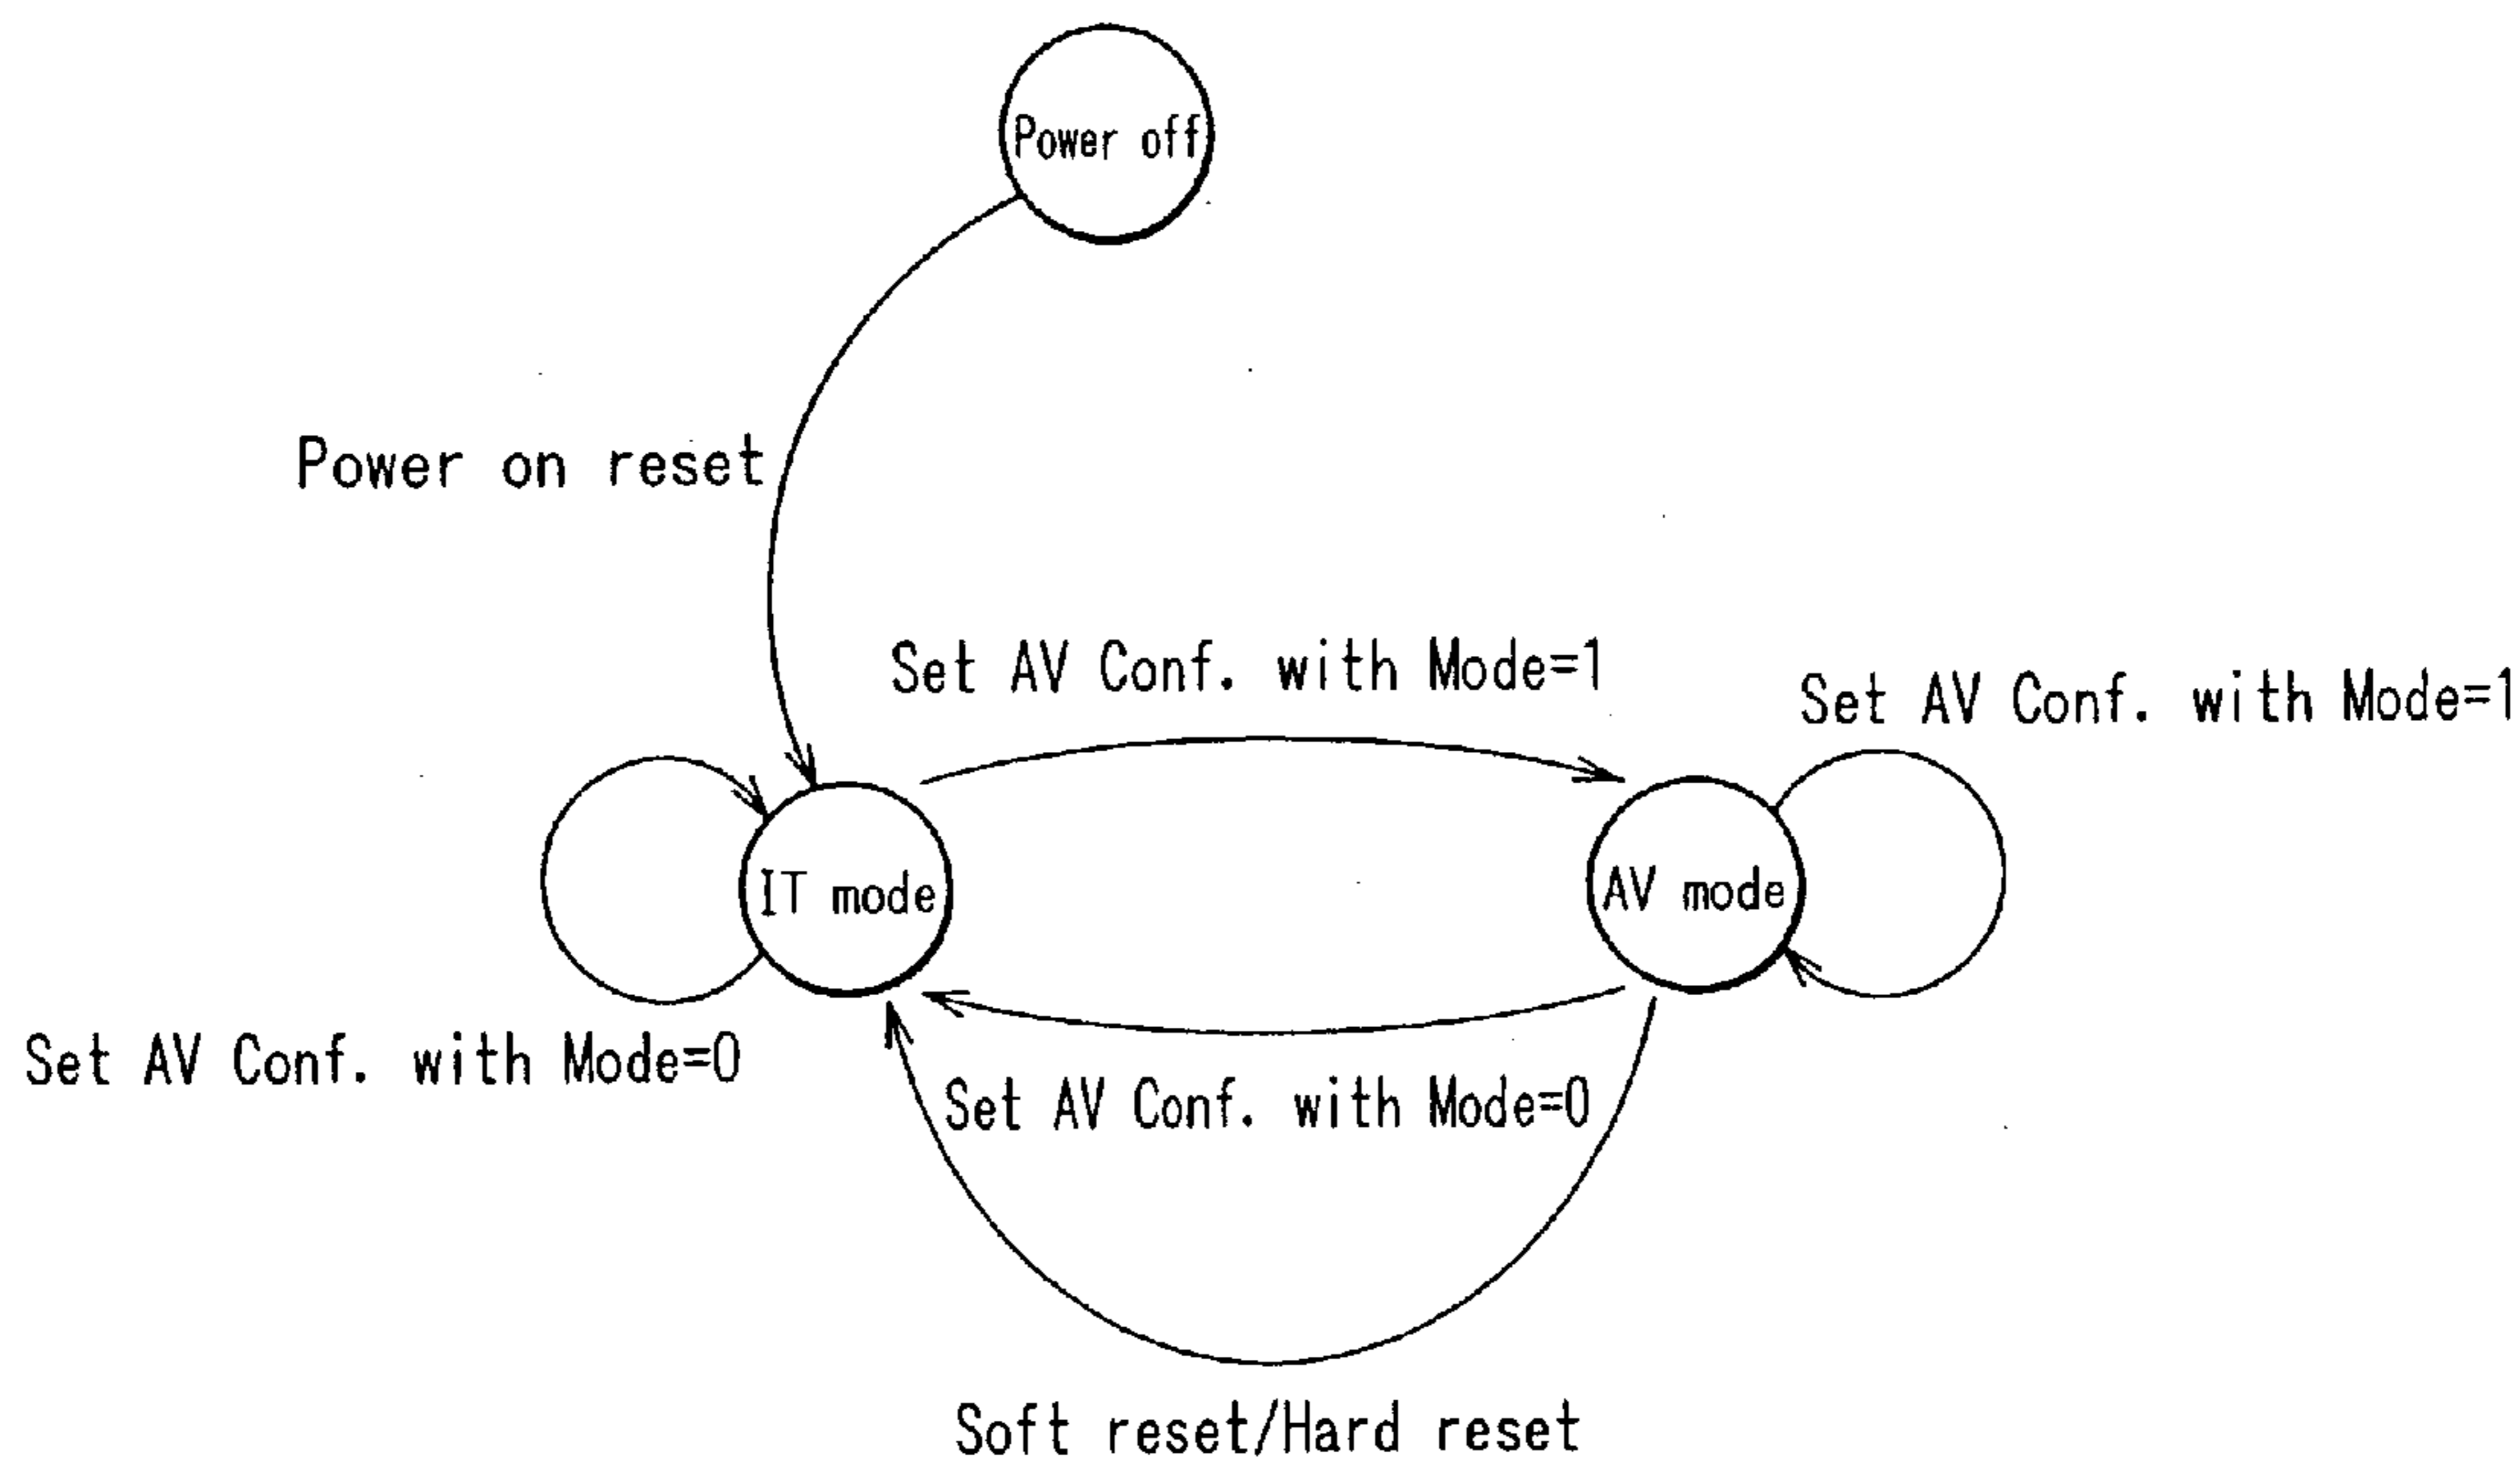 Power off
Power on reset
Set AV Conf. with Mode=1
Set AV Conf. with Mode=1
IT mode
AV mode
Set AV Conf. with Mode=0
Set AV Conf. with Mode=0
Soft reset/Hard reset